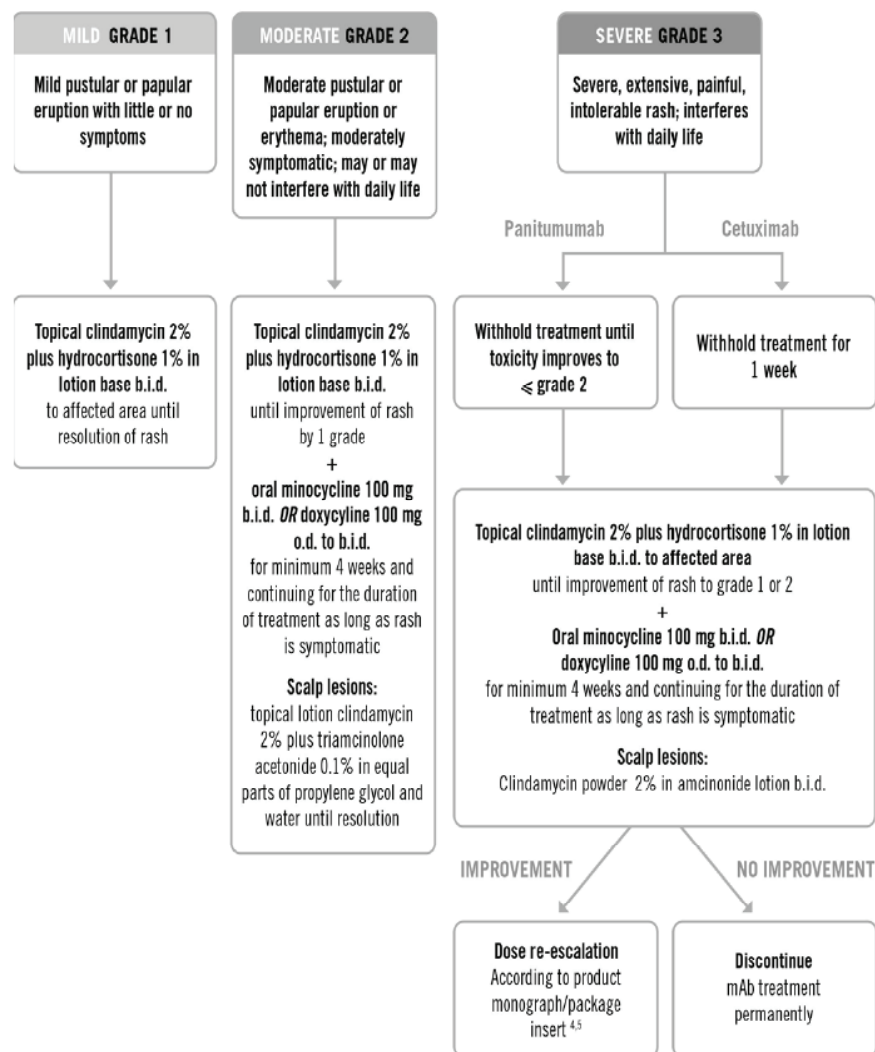 MILD GRADE 1
Mild pustular or papular
eruption with little or no
symptoms
Topical clindamycin 2%
plus hydrocortisone 1% in
lotion base b.i.d.
to affected area until
resolution of rash
MODERATE GRADE 2
Moderate pustular or
papular eruption or
erythema; moderately
symptomatic; may or may
not interfere with daily life
Topical clindamycin 2%
plus hydrocortisone 1% in
lotion base b.i.d.
until improvement of rash
by 1 grade
+
oral minocycline 100 mg
b.i.d. OR doxycyline 100 mg
o.d. to b.i.d.
for minimum 4 weeks and
continuing for the duration
of treatment as long as rash
is symptomatic
Scalp lesions:
topical lotion clindamycin
2% plus triamcinolone
acetonide 0.1% in equal
parts of propylene glycol and
water until resolution
SEVERE GRADE 3
Severe, extensive, painful,
intolerable rash; interferes
with daily life
Panitumumab
Cetuximab
Withhold treatment until
toxicity improves to
⩽ grade 2
Withhold treatment for
1 week
Topical clindamycin 2% plus hydrocortisone 1% in lotion
base b.i.d. to affected area
until improvement of rash to grade 1 or 2
+
Oral minocycline 100 mg b.i.d. OR
doxycyline 100 mg o.d. to b.i.d.
for minimum 4 weeks and continuing for the duration of
treatment as long as rash is symptomatic
Scalp lesions:
Clindamycin powder 2% in amcinonide lotion b.i.d.
IMPROVEMENT
NO IMPROVEMENT
Dose re-escalation
According to product
monograph/package
insert 4,5
Discontinue
mAb treatment
permanently